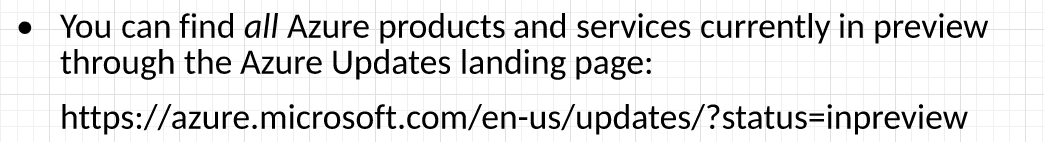 • You can find all Azure products and services currently in preview
through the Azure Updates landing page:
https://azure.microsoft.com/en-us/updates/?status=inpreview